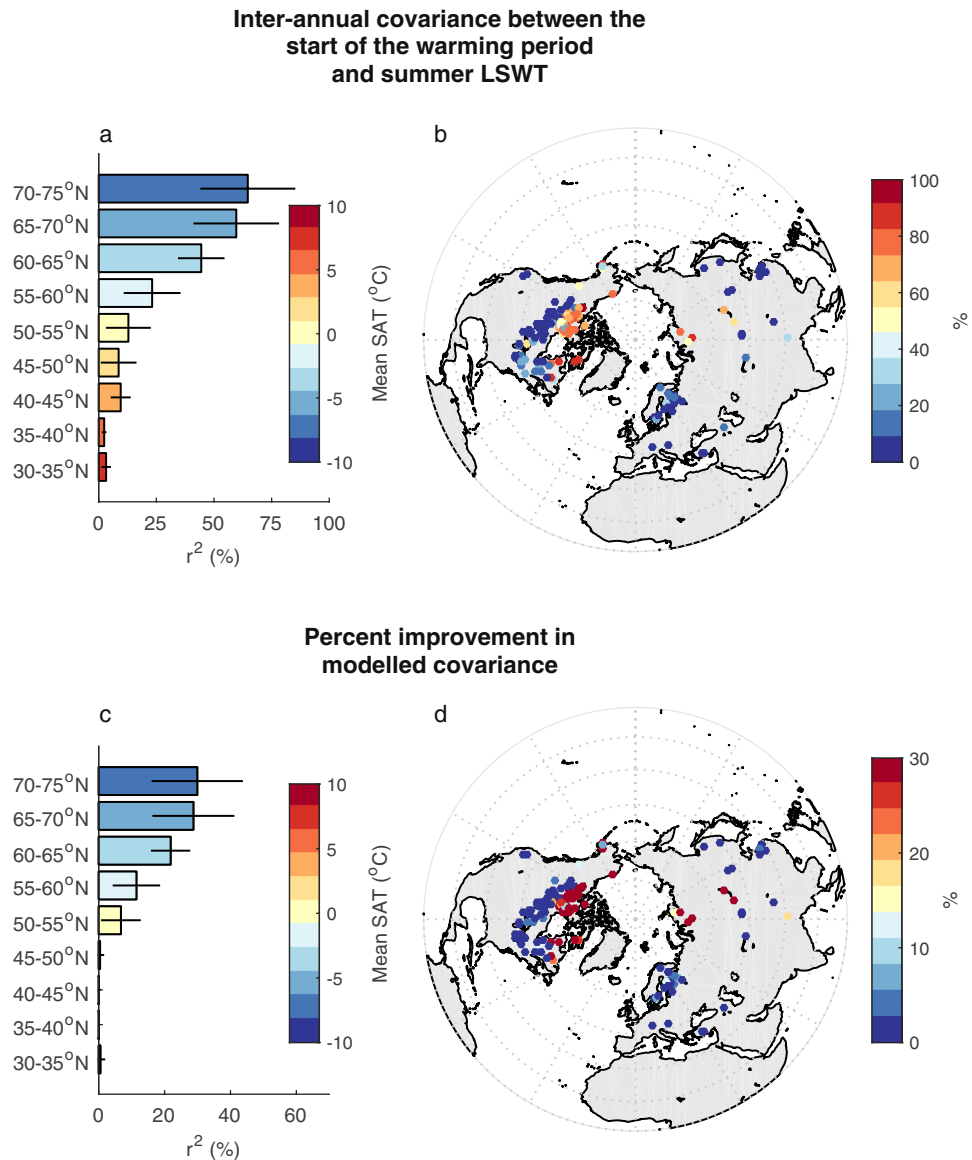 Inter-annual covariance between the
start of the warming period
and summer LSWT
a
b
70-75°N
65-70°N
60-65°N
55-60°N
50-55°N
45-50°N
40-45°N
35-40°N
30-35°N
0 25 50 75 100
r² (%)
10
5
0
-5
-10
Mean SAT (°C)
100
80
60
40
20
0
%
Percent improvement in
modelled covariance
c
d
70-75°N
65-70°N
60-65°N
55-60°N
50-55°N
45-50°N
40-45°N
35-40°N
30-35°N
0 20 40 60
r² (%)
10
5
0
-5
-10
Mean SAT (°C)
30
20
10
0
%